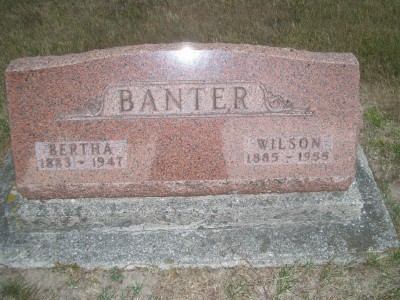 BANTER
BERTHA
1883 - 1947
WILSON
1885 - 1955